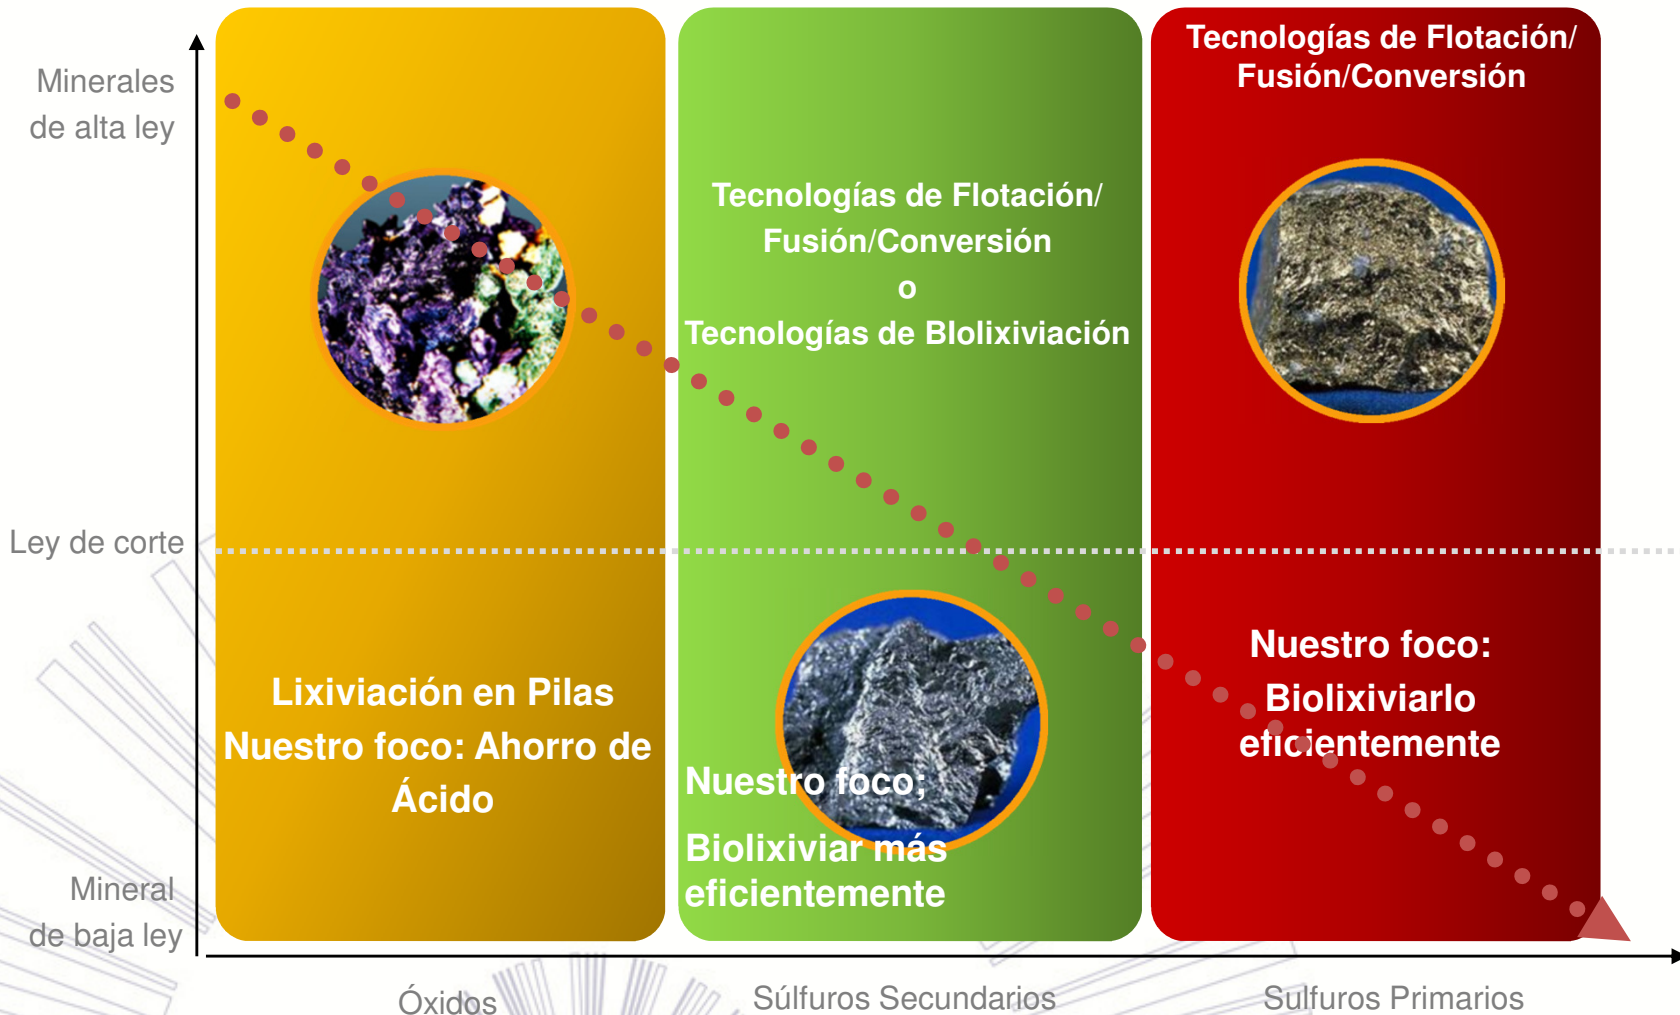 Minerales
de alta ley
Ley de corte
Mineral
de baja ley
Lixiviación en Pilas
Nuestro foco: Ahorro de
Ácido
Tecnologías de Flotación/
Fusión/Conversión
o
Tecnologías de BIolixiviación
Nuestro foco;
Biolixiviar más
eficientemente
Tecnologías de Flotación/
Fusión/Conversión
Nuestro foco:
Biolixiviarlo
eficientemente
Óxidos
Súlfuros Secundarios
Sulfuros Primarios